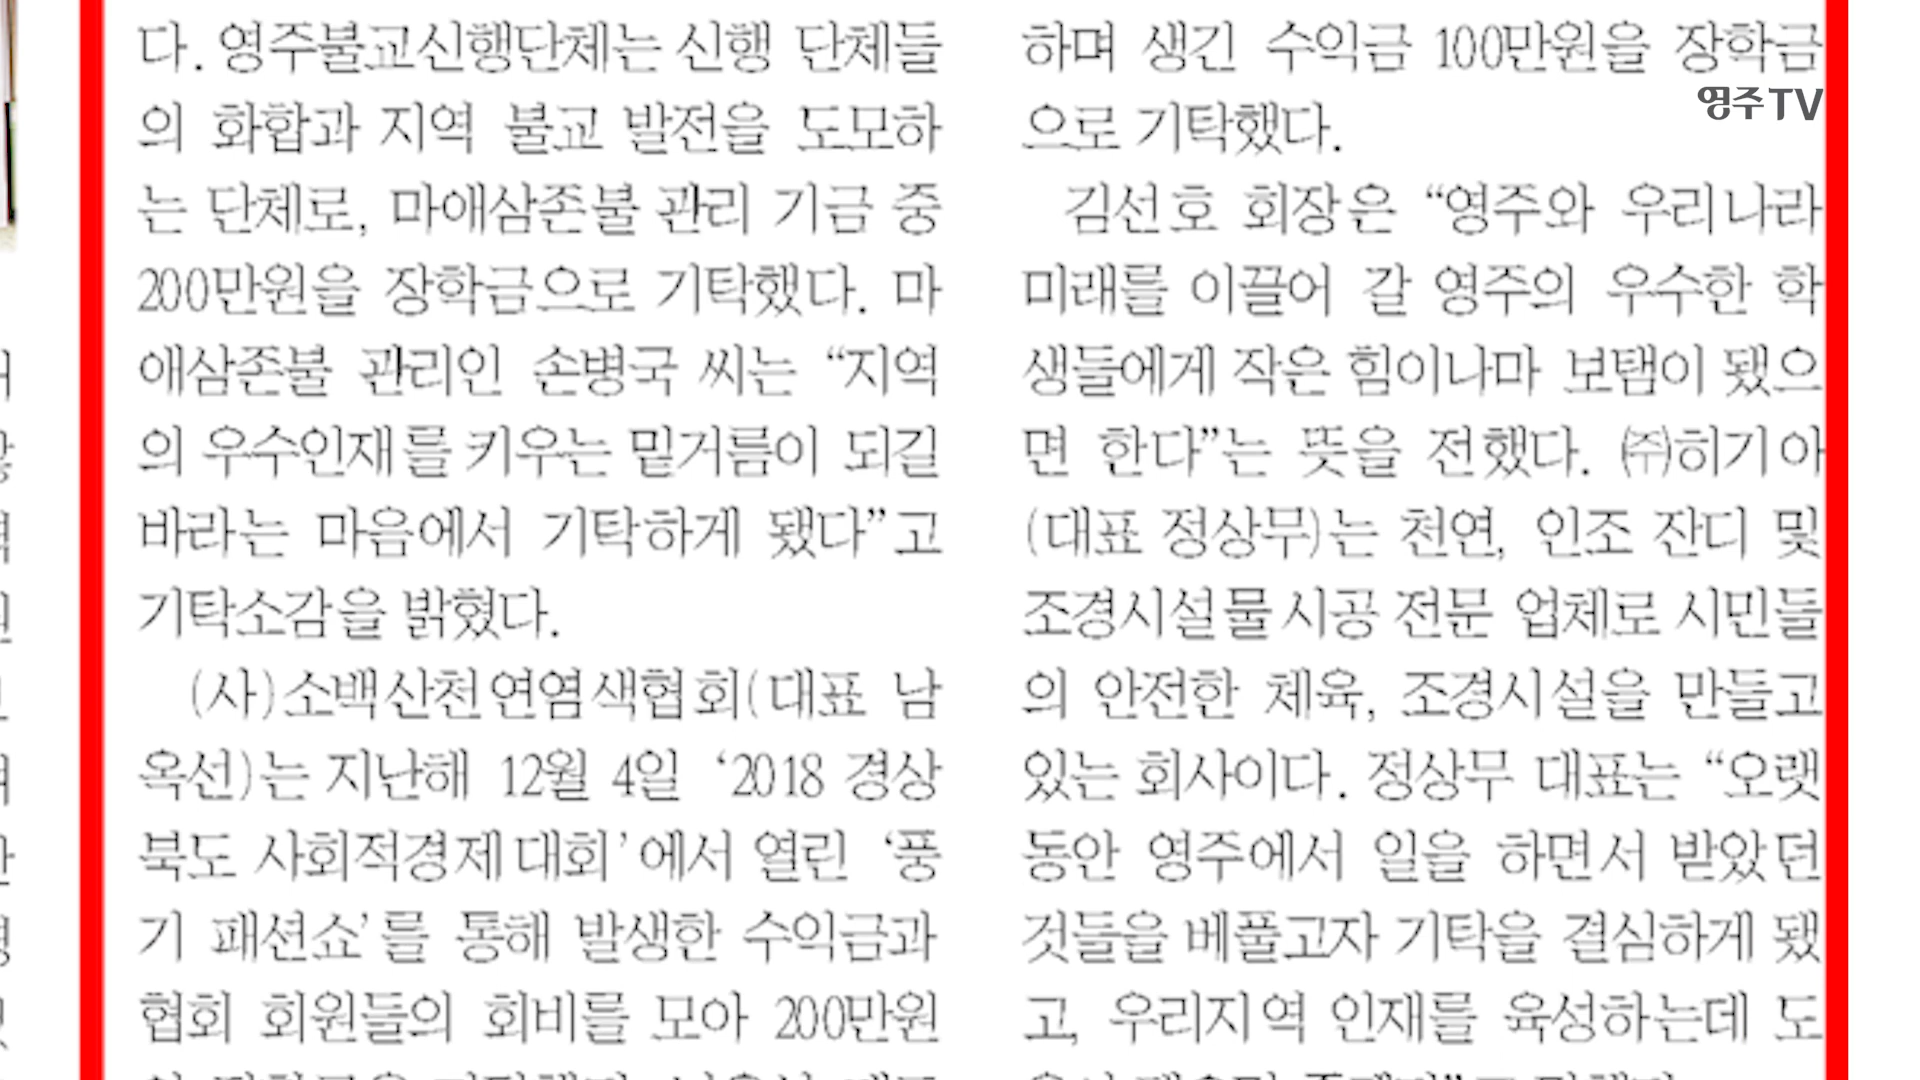 다. 영주불교신행단체는 신행 단체들
의 화합과 지역 불교 발전을 도모하
는 단체로, 마애삼존불 관리 기금 중
200만원을 장학금으로 기탁했다. 마
애삼존불 관리인 손병국 씨는 “지역
의 우수인재를 키우는 밑거름이 되길
바라는 마음에서 기탁하게 됐다”고
기탁소감을 밝혔다.
(사)소백산천연염색협회(대표 남
옥선)는 지난해 12월 4일 ‘2018 경상
북도 사회적경제대회’에서 열린 ‘풍
기 패션쇼’를 통해 발생한 수익금과
협회 회원들의 회비를 모아 200만원
하며 생긴 수익금 100만원을 장학금
으로 기탁했다.
김선호 회장은 “영주와 우리나라
미래를 이끌어 갈 영주의 우수한 학
생들에게 작은 힘이나마 보탬이 됐으
면 한다”는 뜻을 전했다. ㈜히기아
(대표 정상무)는 천연, 인조 잔디 및
조경시설물시공 전문 업체로 시민들
의 안전한 체육, 조경시설을 만들고
있는 회사이다. 정상무 대표는 “오랫
동안 영주에서 일을 하면서 받았던
것들을 베풀고자 기탁을 결심하게 됐
고, 우리지역 인재를 육성하는데 도
영주TV